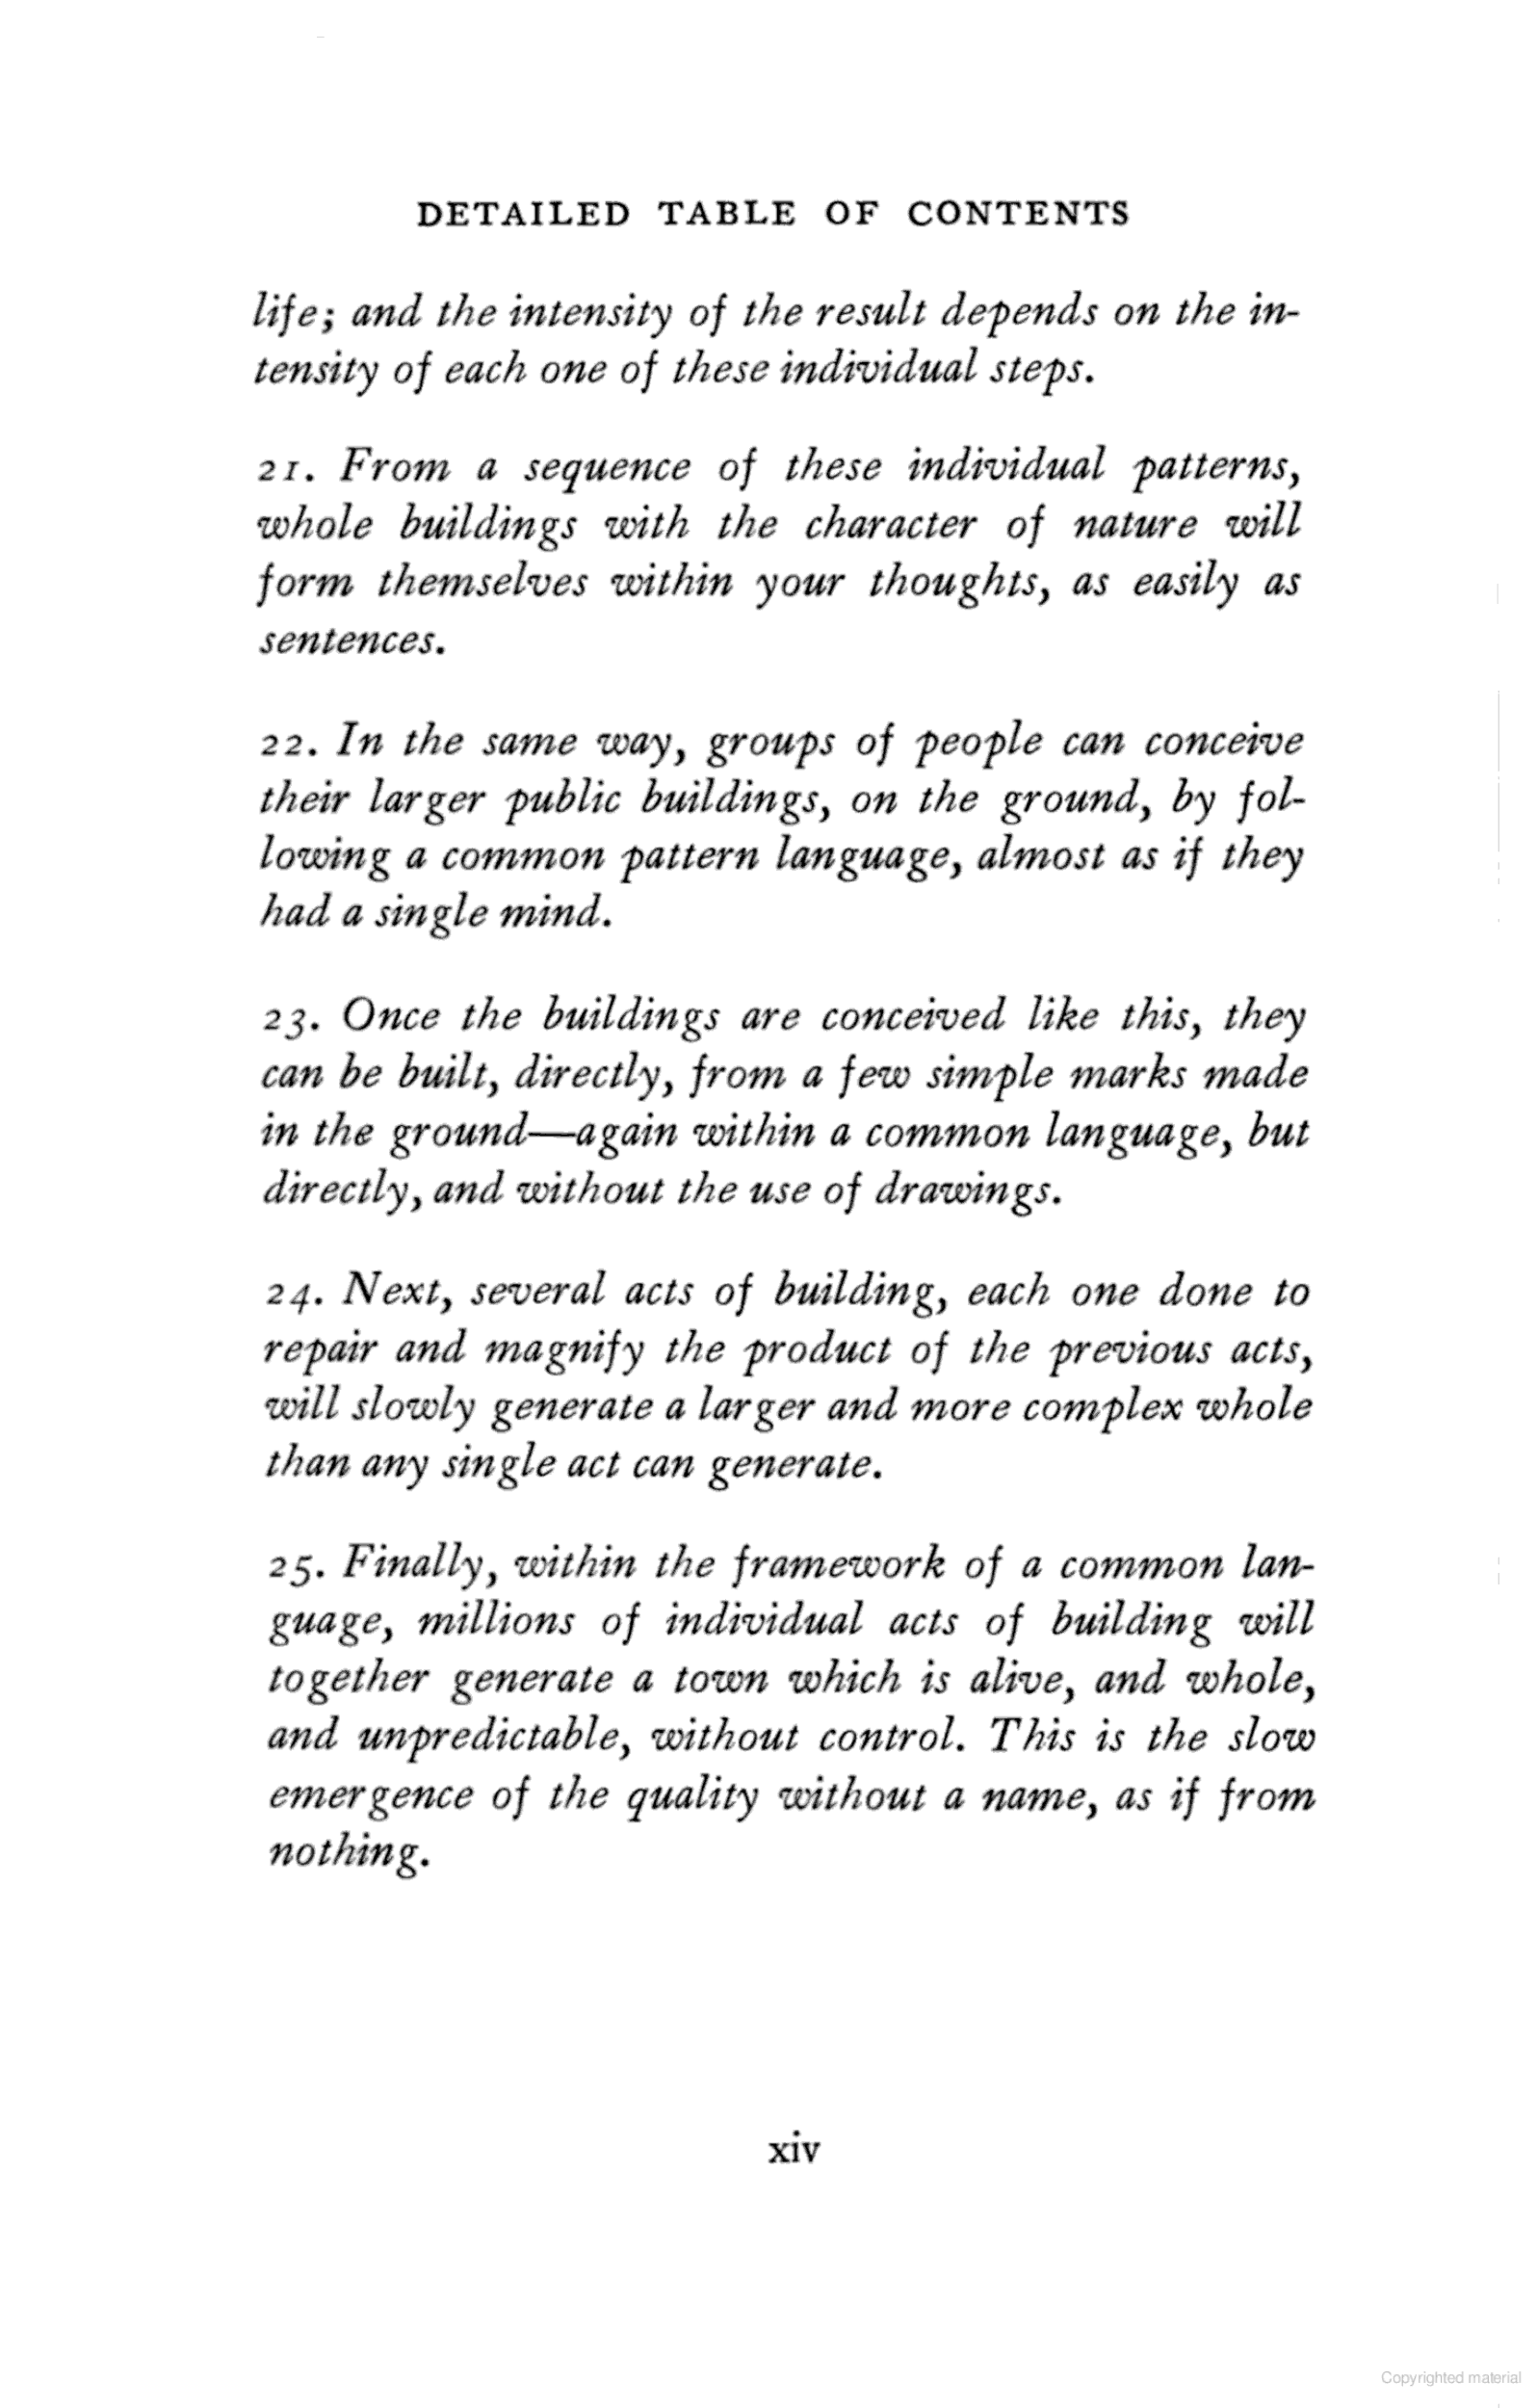 DETAILED TABLE OF CONTENTS
life; and the intensity of the result depends on the in-
tensity of each one of these individual steps.
21. From a sequence of these individual patterns,
whole buildings with the character of nature will
form themselves within your thoughts, as easily as
sentences.
22. In the same way, groups of people can conceive
their larger public buildings, on the ground, by fol-
lowing a common pattern language, almost as if they
had a single mind.
23. Once the buildings are conceived like this, they
can be built, directly, from a few simple marks made
in the ground—again within a common language, but
directly, and without the use of drawings.
24. Next, several acts of building, each one done to
repair and magnify the product of the previous acts,
will slowly generate a larger and more complex whole
than any single act can generate.
25. Finally, within the framework of a common lan-
guage, millions of individual acts of building will
together generate a town which is alive, and whole,
and unpredictable, without control. This is the slow
emergence of the quality without a name, as if from
nothing.
xiv
Copyrighted material